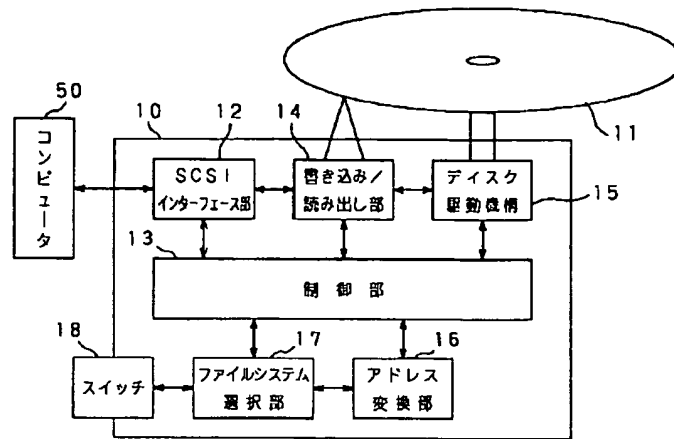 50
コンピュータ
10
12
SCSI
インターフェース部
14
書き込み/
読み出し部
11
ディスク
駆動機構
15
13
制御部
18
スイッチ
17
ファイルシステム
選択部
16
アドレス
変換部